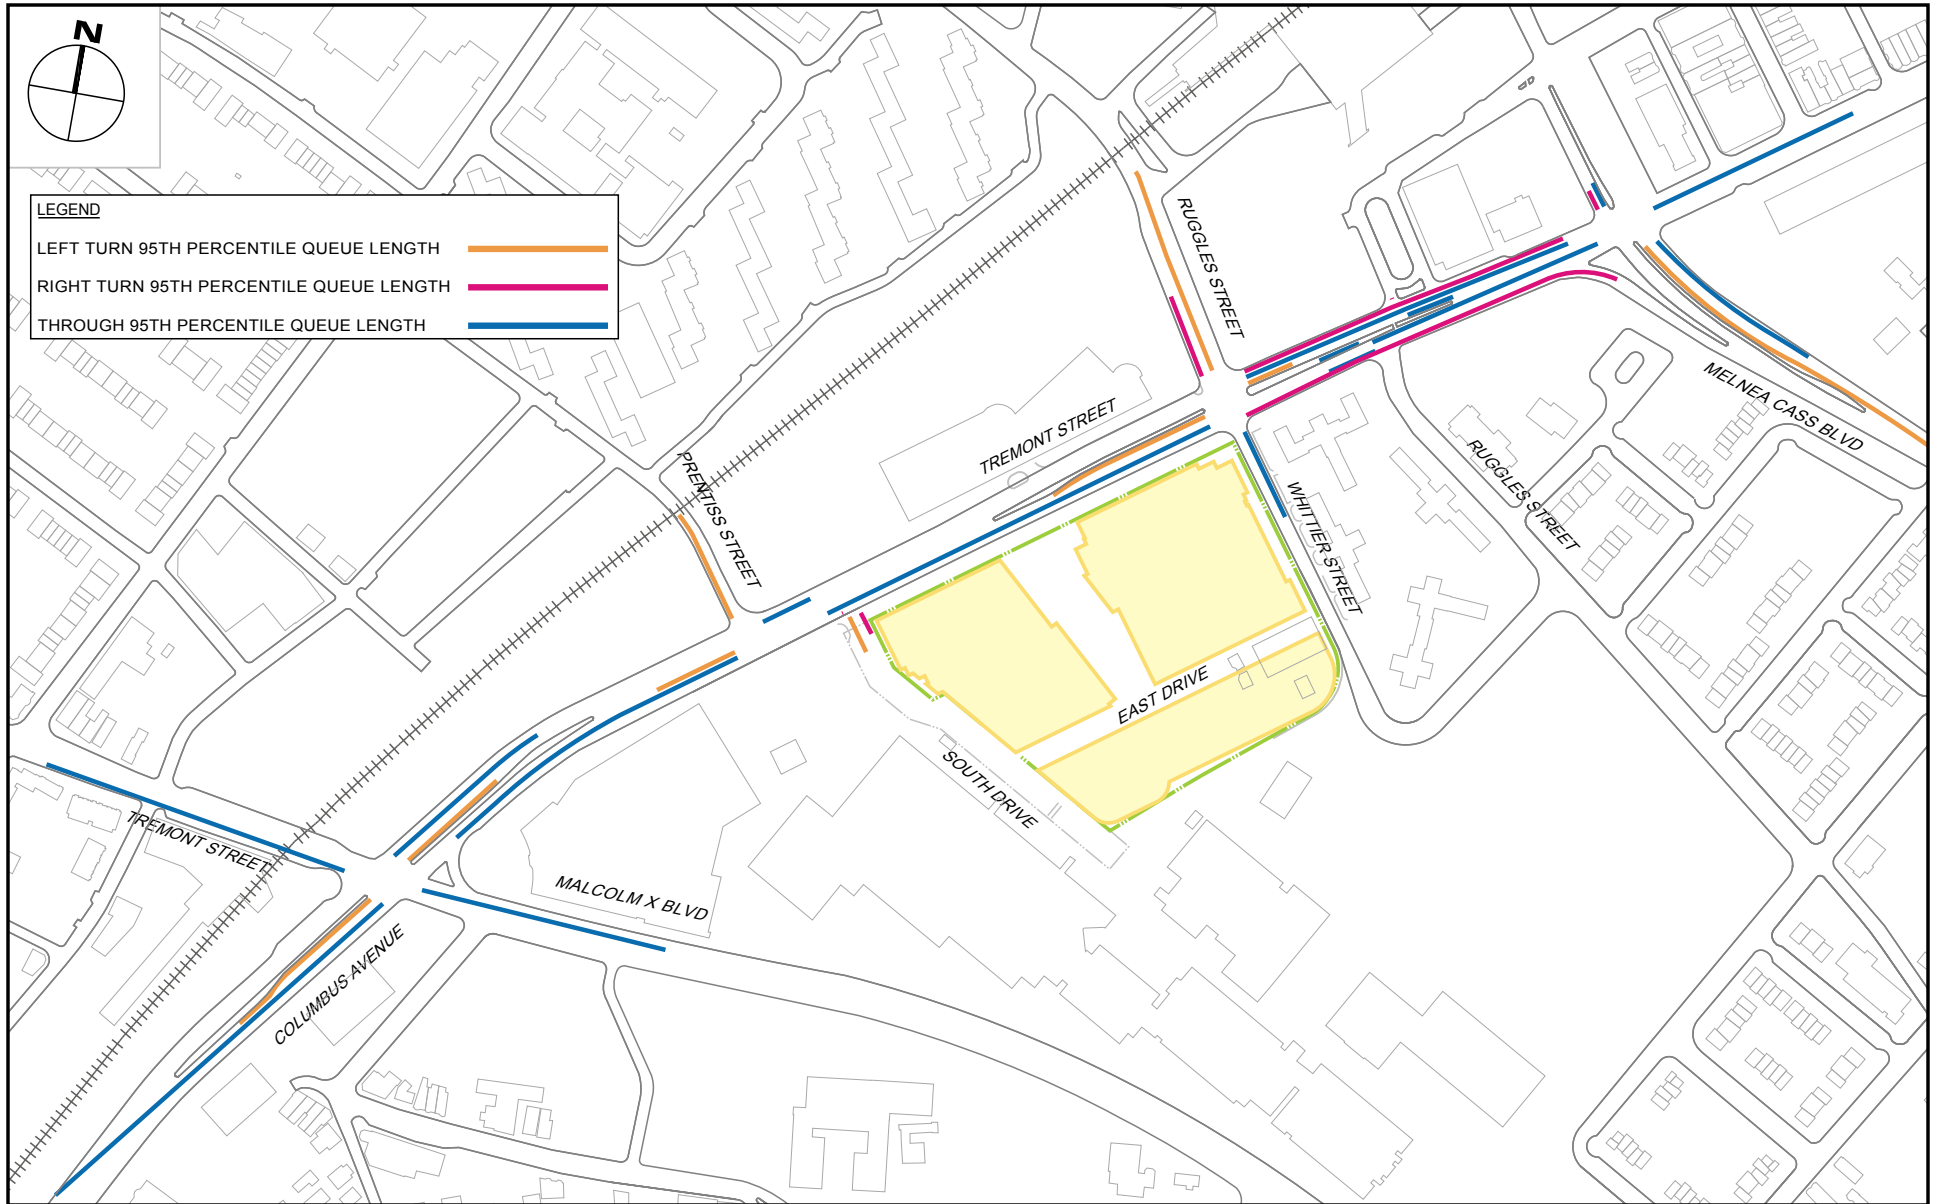 N
LEGEND
LEFT TURN 95TH PERCENTILE QUEUE LENGTH
RIGHT TURN 95TH PERCENTILE QUEUE LENGTH
THROUGH 95TH PERCENTILE QUEUE LENGTH
RUGGLES STREET
TREMONT STREET
MELNEA CASS BLVD
RUGGLES STREET
PRENTISS STREET
WHITTIER STREET
EAST DRIVE
SOUTH DRIVE
TREMONT STREET
MALCOLM X BLVD
COLUMBUS AVENUE